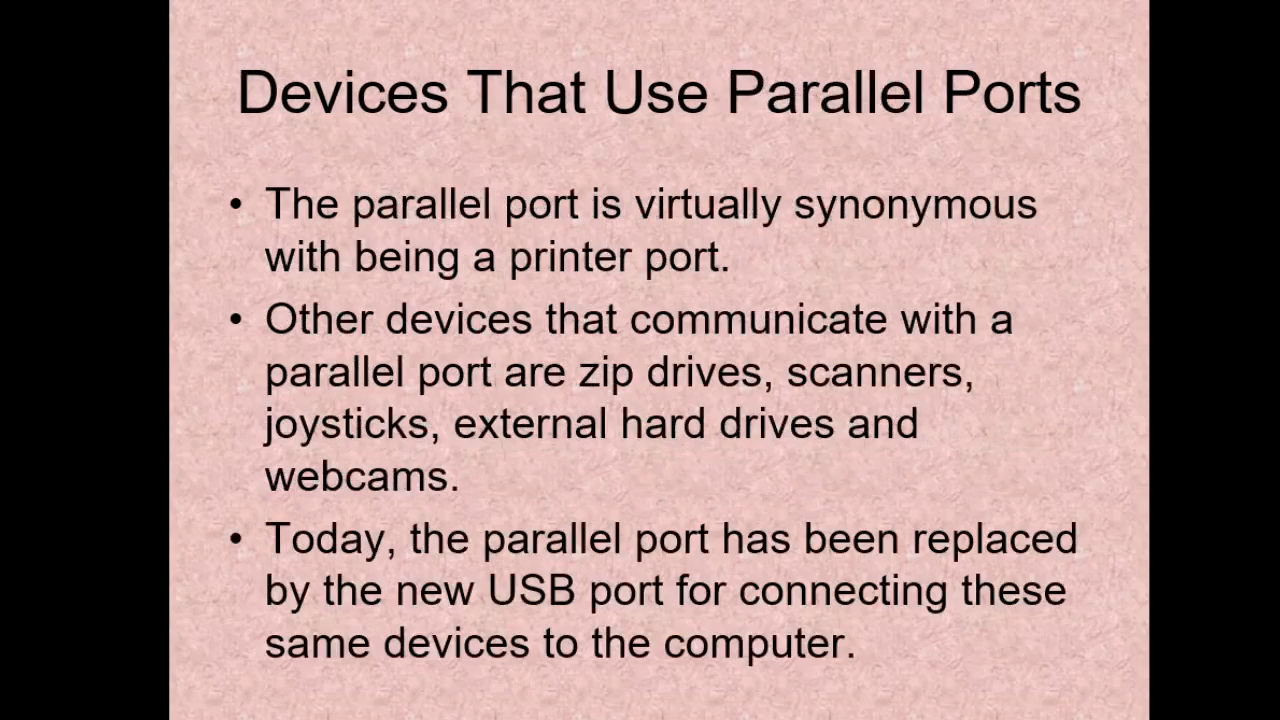 Devices That Use Parallel Ports
• The parallel port is virtually synonymous
with being a printer port.
• Other devices that communicate with a
parallel port are zip drives, scanners,
joysticks, external hard drives and
webcams.
• Today, the parallel port has been replaced
by the new USB port for connecting these
same devices to the computer.